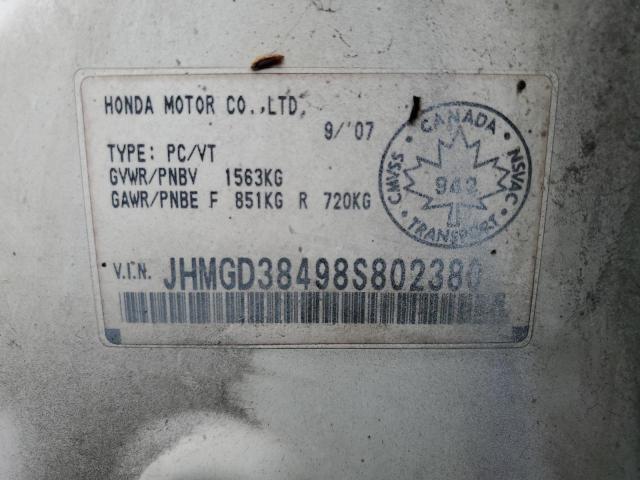 HONDA MOTOR CO.,LTD.
9/'07
TYPE: PC/VT
GVWR/PNBV 1563KG
GAWR/PNBE F 851KG R 720KG
CANADA
CMVSS
NSVAC
942
TRANSPORT
V.I.N. JHMGD38498S802380